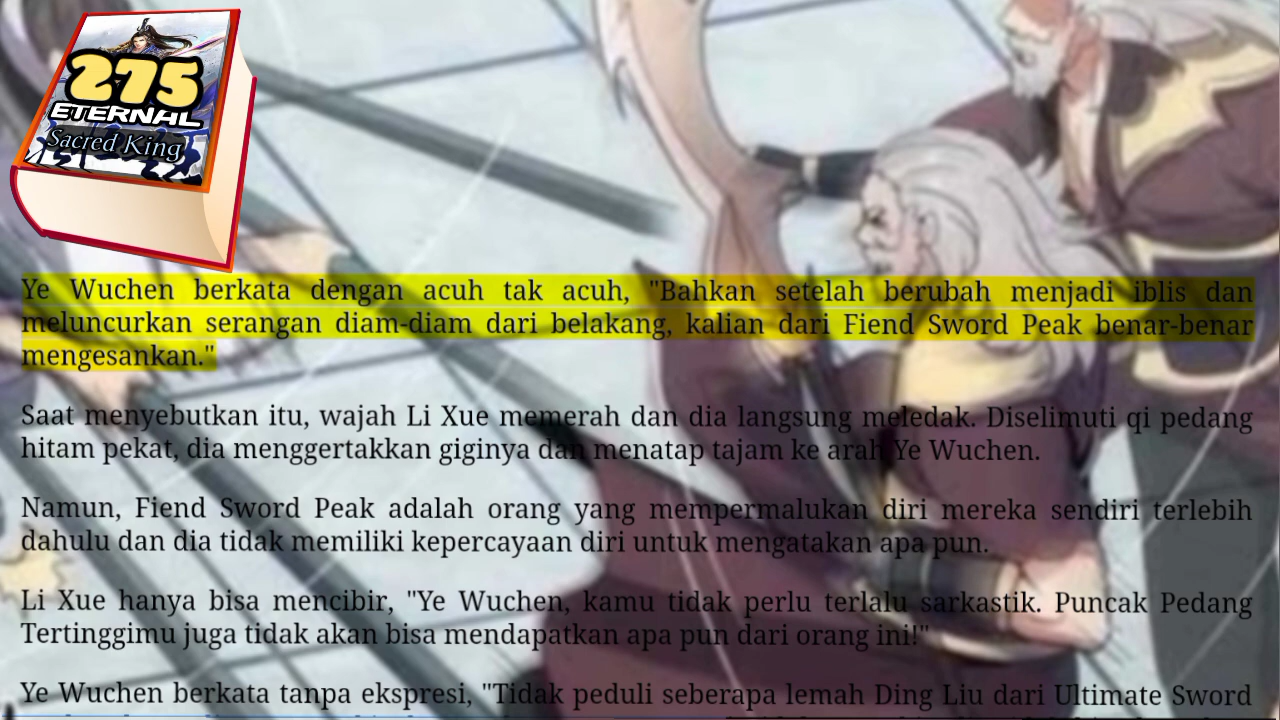 275
ETERNAL
Sacred King
Ye Wuchen berkata dengan acuh tak acuh, "Bahkan setelah berubah menjadi iblis dan
meluncurkan serangan diam-diam dari belakang, kalian dari Fiend Sword Peak benar-benar
mengesankan."
Saat menyebutkan itu, wajah Li Xue memerah dan dia langsung meledak. Diselimuti qi pedang
hitam pekat, dia menggertakkan giginya dan menatap tajam ke arah Ye Wuchen.
Namun, Fiend Sword Peak adalah orang yang mempermalukan diri mereka sendiri terlebih
dahulu dan dia tidak memiliki kepercayaan diri untuk mengatakan apa pun.
Li Xue hanya bisa mencibir, "Ye Wuchen, kamu tidak perlu terlalu sarkastik. Puncak Pedang
Tertinggimu juga tidak akan bisa mendapatkan apa pun dari orang ini!"
Ye Wuchen berkata tanpa ekspresi, "Tidak peduli seberapa lemah Ding Liu dari Ultimate Sword